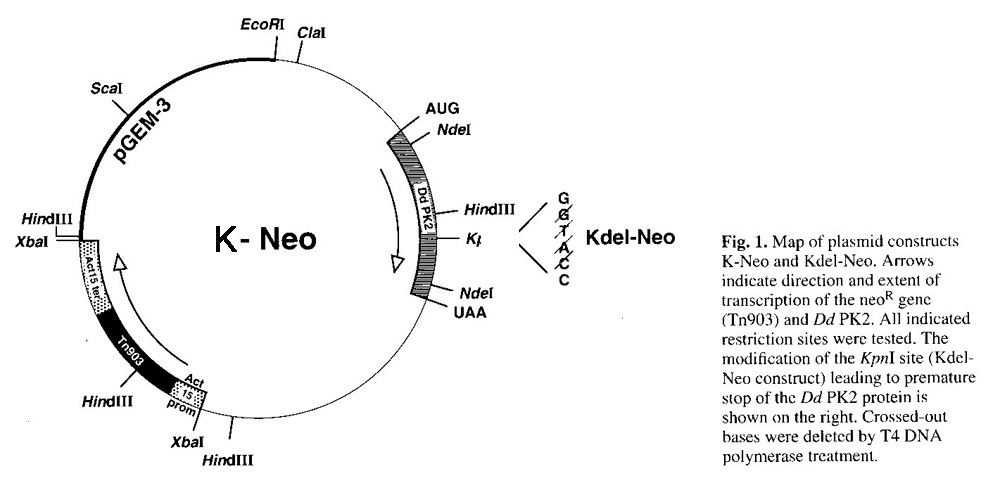 EcoRI
ClaI
ScaI
pGEM-3
AUG
NdeI
Dd PK2
HindIII
G
G
T
A
C
C
Kdel-Neo
HindIII
XbaI
K- Neo
NdeI
UAA
Act15 ter
Tn903
HindIII
Act
15
prom
XbaI
HindIII
Fig. 1. Map of plasmid constructs
K-Neo and Kdel-Neo. Arrows
indicate direction and extent of
transcription of the neoᴿ gene
(Tn903) and Dd PK2. All indicated
restriction sites were tested. The
modification of the KpnI site (Kdel-
Neo construct) leading to premature
stop of the Dd PK2 protein is
shown on the right. Crossed-out
bases were deleted by T4 DNA
polymerase treatment.